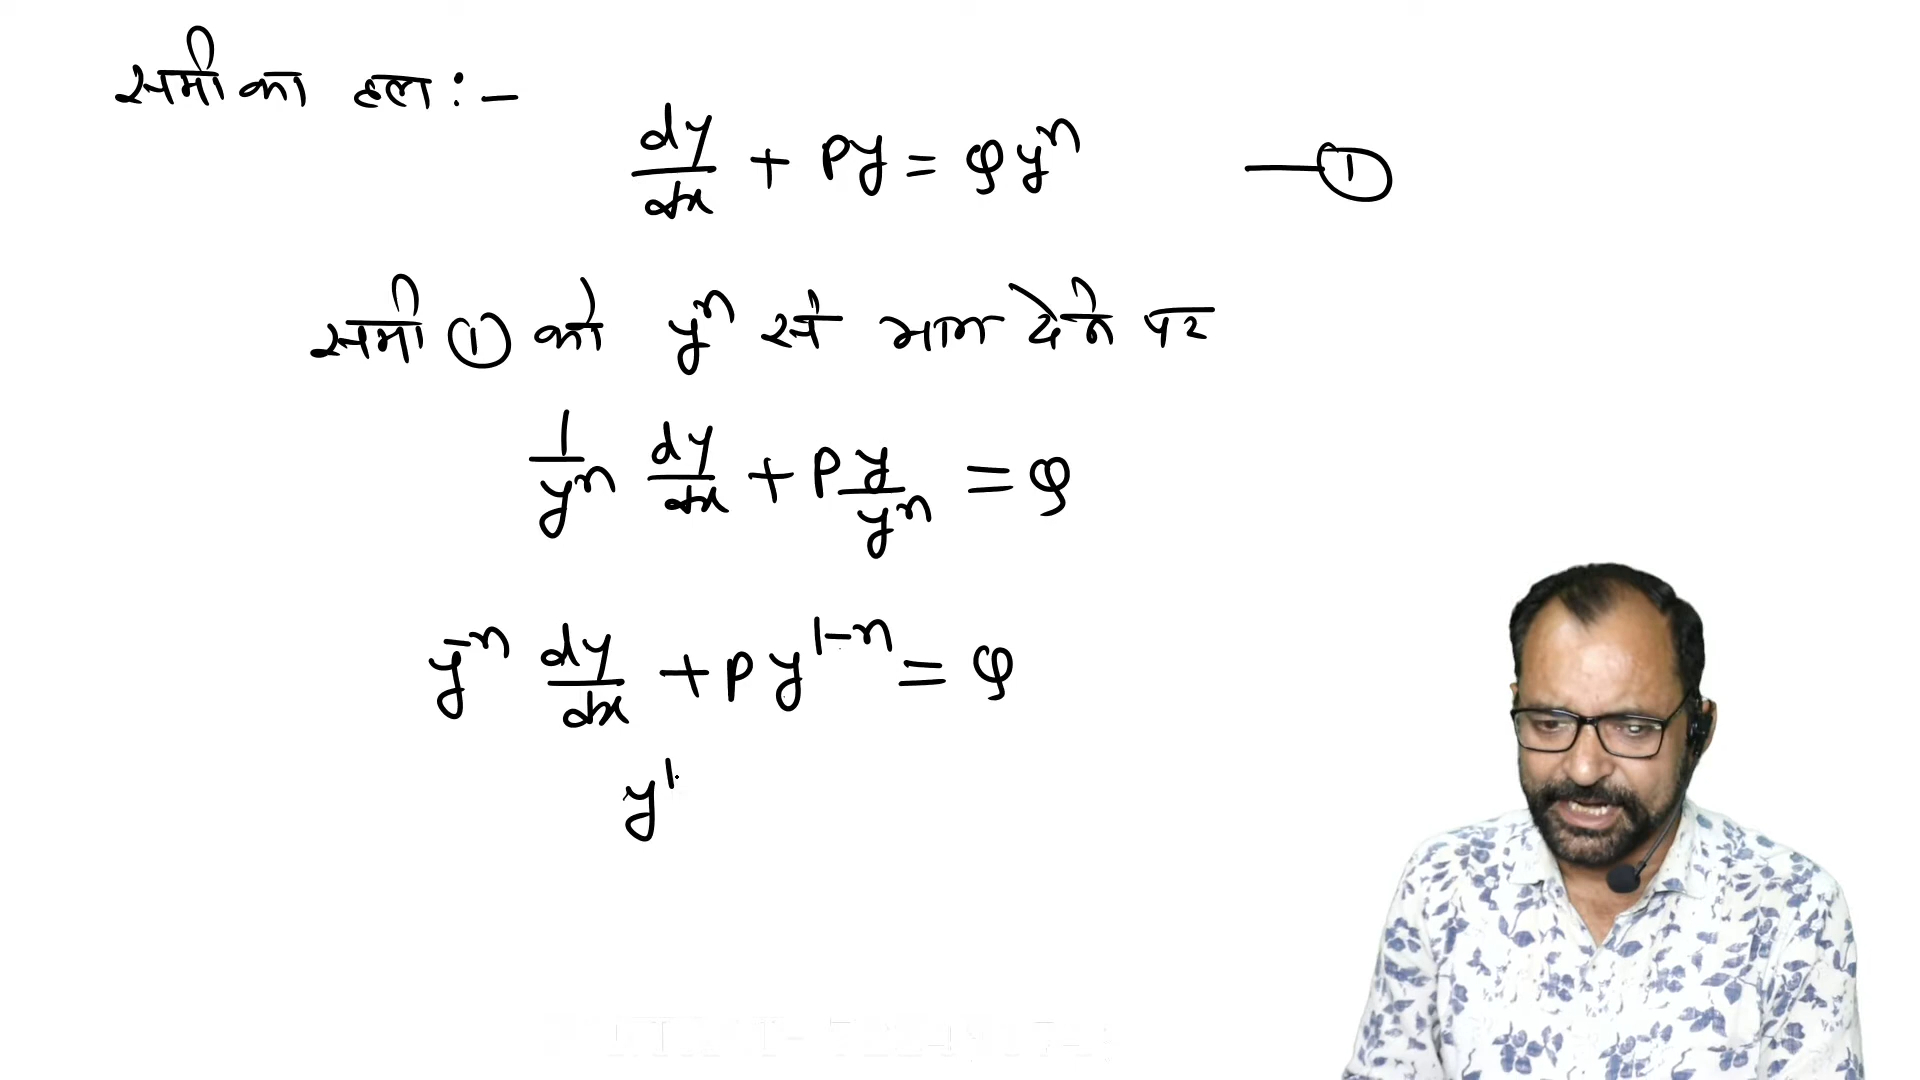 समी का हल :-
dy/dx + Py = Qyⁿ —①
समी ① को yⁿ से भाग देने पर
1/yⁿ dy/dx + P y/yⁿ = Q
y⁻ⁿ dy/dx + P y¹⁻ⁿ = Q
y¹